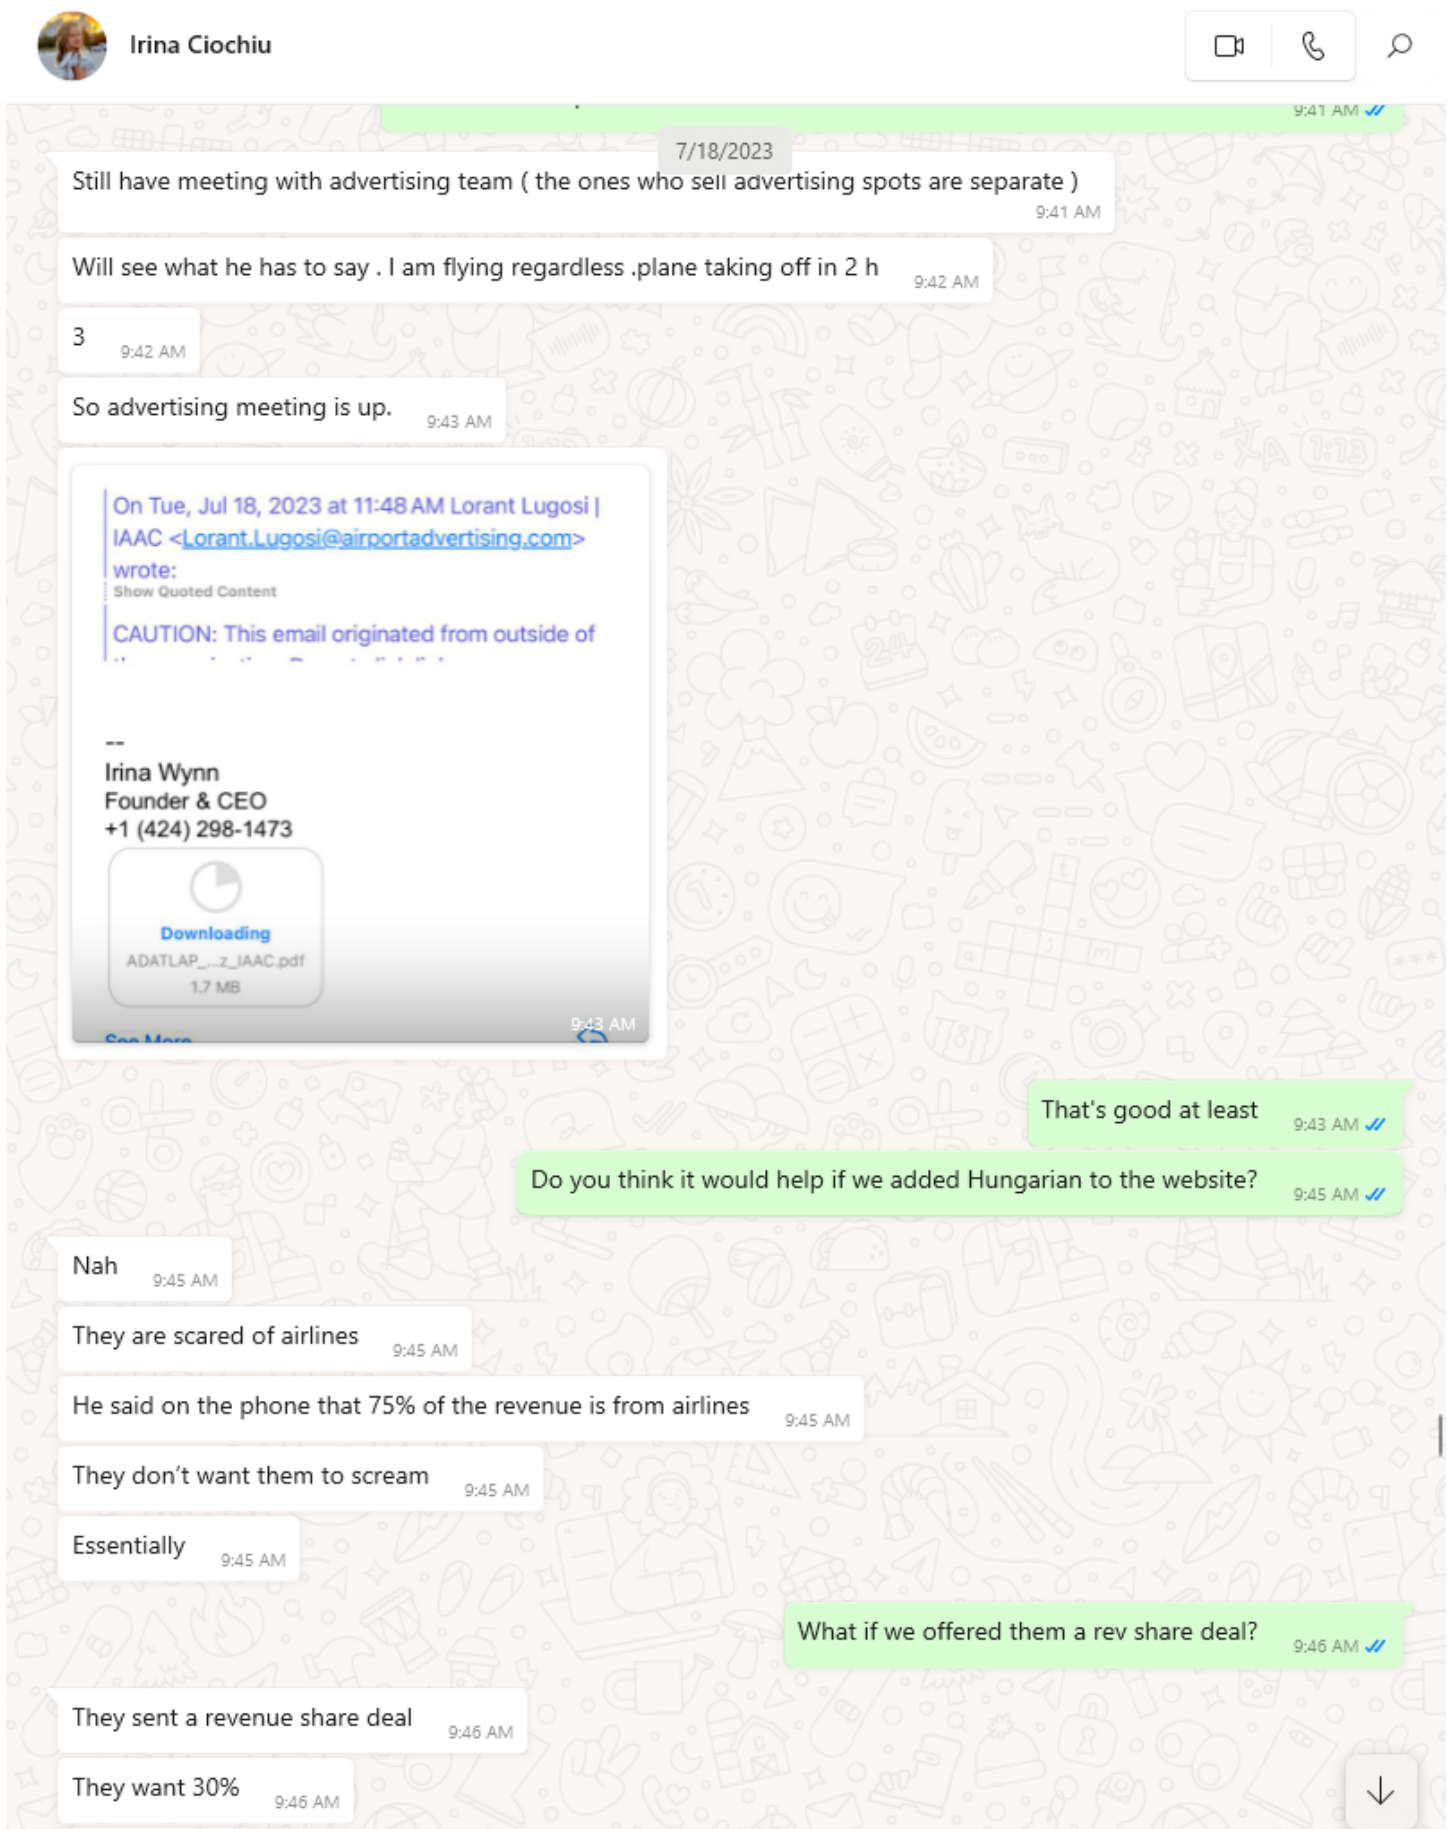 Irina Ciochiu
9:41 AM
7/18/2023
Still have meeting with advertising team ( the ones who sell advertising spots are separate )
9:41 AM
Will see what he has to say . I am flying regardless .plane taking off in 2 h
9:42 AM
3
9:42 AM
So advertising meeting is up.
9:43 AM
On Tue, Jul 18, 2023 at 11:48 AM Lorant Lugosi |
IAAC <Lorant.Lugosi@airportadvertising.com>
wrote:
Show Quoted Content
CAUTION: This email originated from outside of
--
Irina Wynn
Founder & CEO
+1 (424) 298-1473
Downloading
ADATLAP_...z_IAAC.pdf
1.7 MB
See More
9:43 AM
That's good at least
9:43 AM
Do you think it would help if we added Hungarian to the website?
9:45 AM
Nah
9:45 AM
They are scared of airlines
9:45 AM
He said on the phone that 75% of the revenue is from airlines
9:45 AM
They don’t want them to scream
9:45 AM
Essentially
9:45 AM
What if we offered them a rev share deal?
9:46 AM
They sent a revenue share deal
9:46 AM
They want 30%
9:46 AM